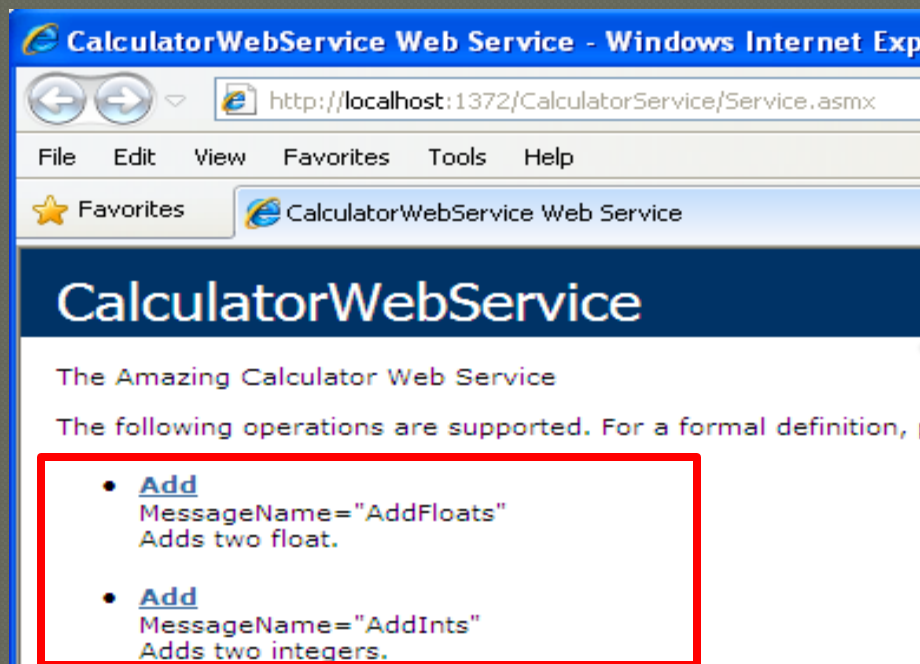 CalculatorWebService Web Service - Windows Internet Exp
http://localhost:1372/CalculatorService/Service.asmx
File Edit View Favorites Tools Help
Favorites
CalculatorWebService Web Service
CalculatorWebService
The Amazing Calculator Web Service
The following operations are supported. For a formal definition,
• Add
MessageName="AddFloats"
Adds two float.
• Add
MessageName="AddInts"
Adds two integers.